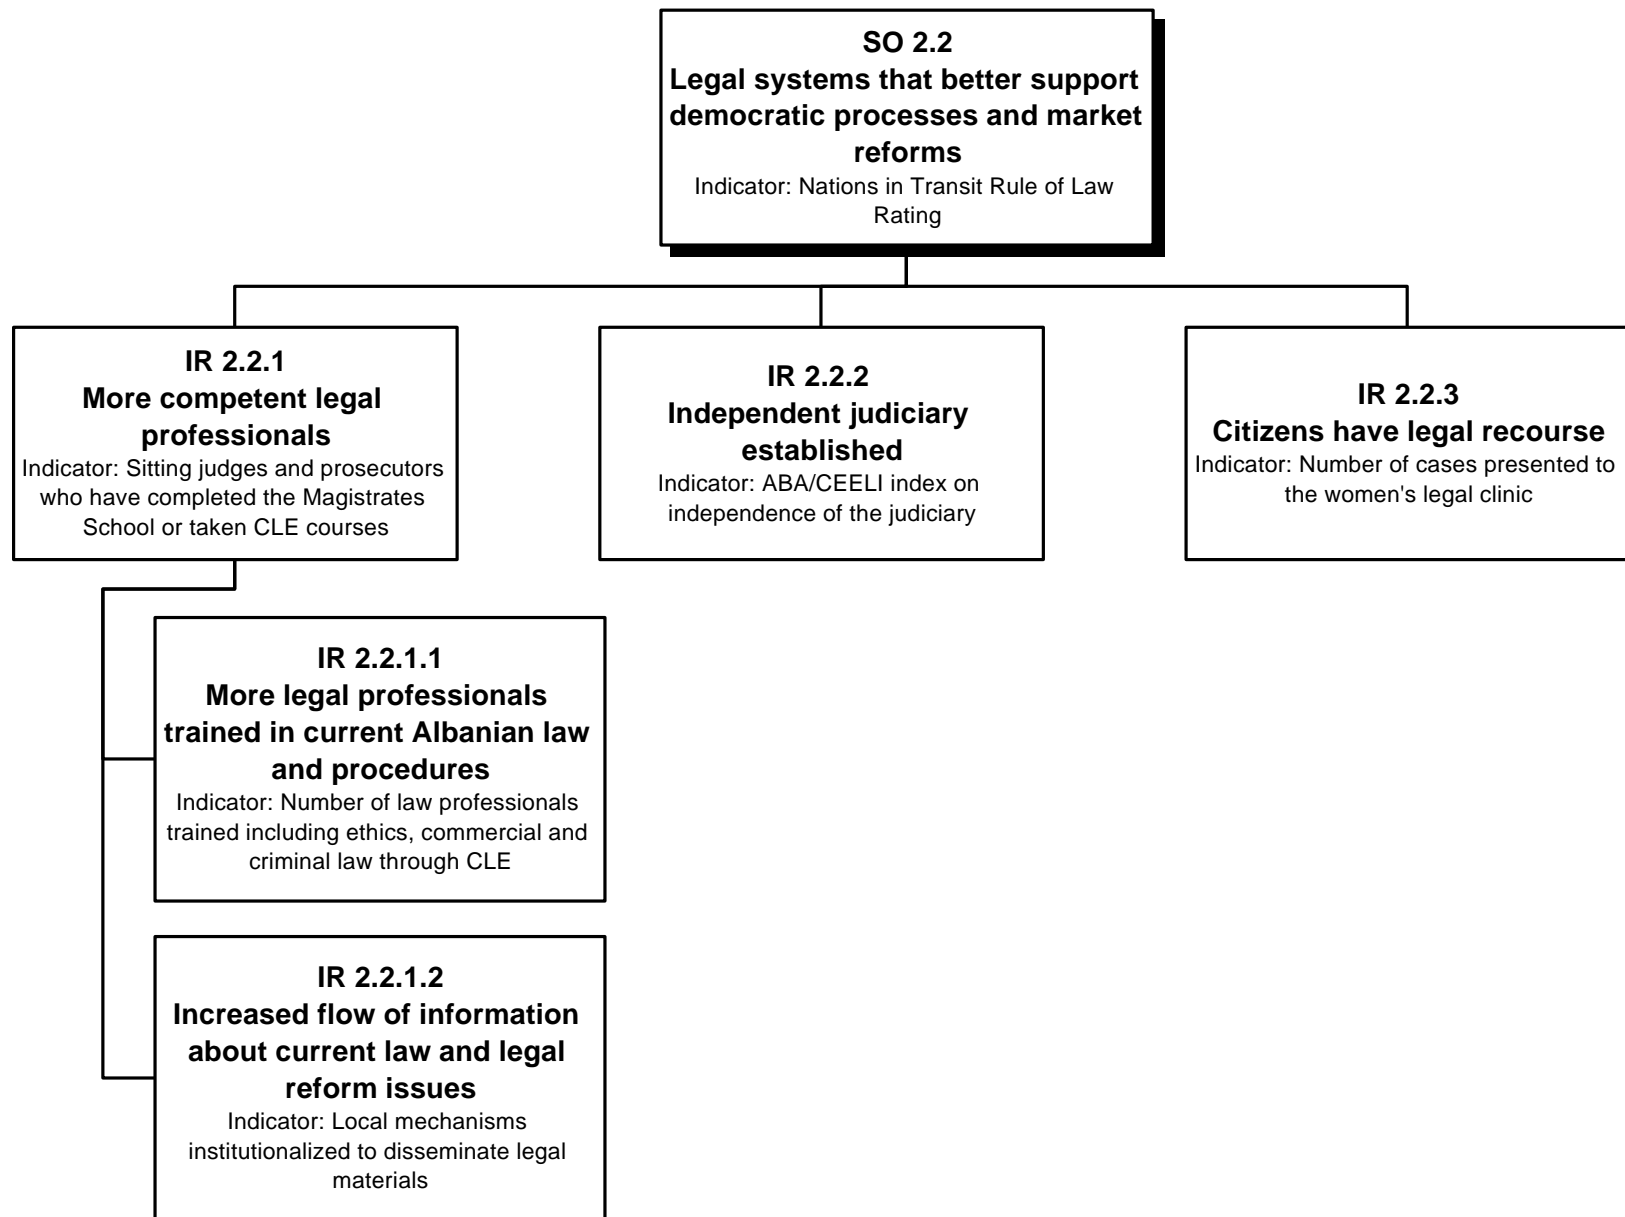 SO 2.2
Legal systems that better support
democratic processes and market
reforms
Indicator: Nations in Transit Rule of Law
Rating
IR 2.2.1
More competent legal
professionals
Indicator: Sitting judges and prosecutors
who have completed the Magistrates
School or taken CLE courses
IR 2.2.2
Independent judiciary
established
Indicator: ABA/CEELI index on
independence of the judiciary
IR 2.2.3
Citizens have legal recourse
Indicator: Number of cases presented to
the women's legal clinic
IR 2.2.1.1
More legal professionals
trained in current Albanian law
and procedures
Indicator: Number of law professionals
trained including ethics, commercial and
criminal law through CLE
IR 2.2.1.2
Increased flow of information
about current law and legal
reform issues
Indicator: Local mechanisms
institutionalized to disseminate legal
materials